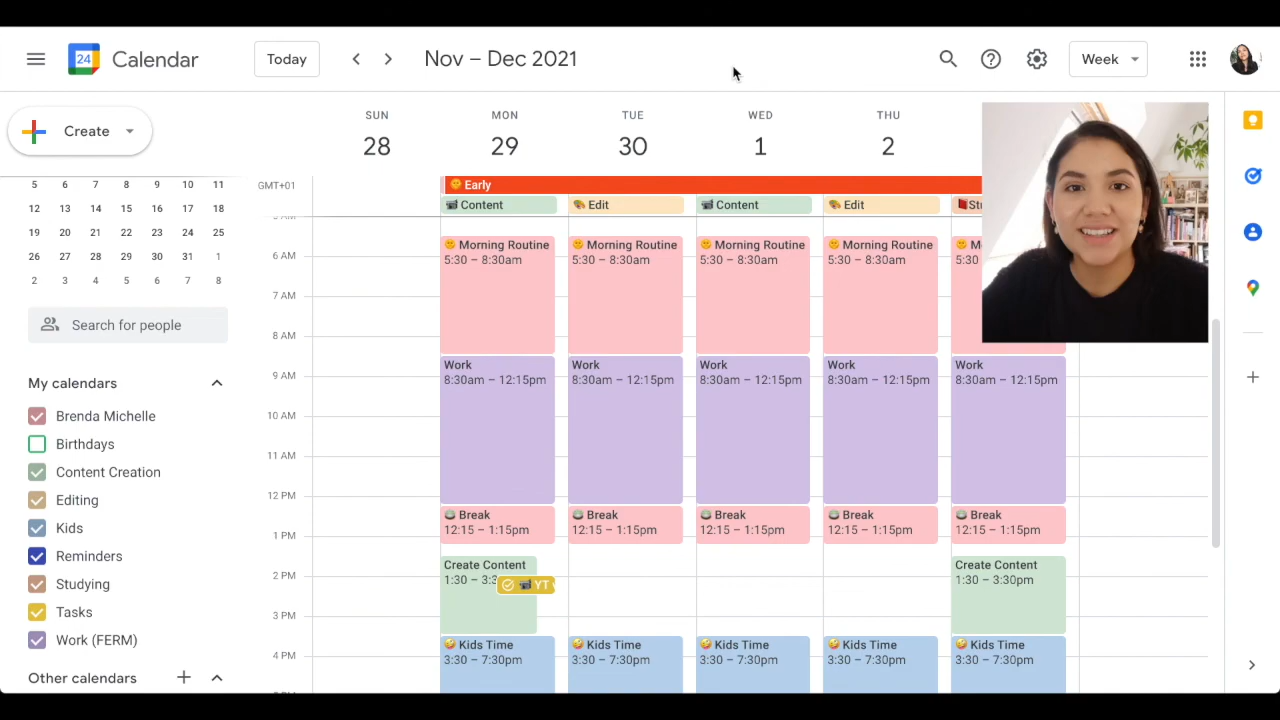 24
Calendar
Today
Nov – Dec 2021
Week
Create
SUN
28
MON
29
TUE
30
WED
1
THU
2
5 6 7 8 9 10 11
12 13 14 15 16 17 18
19 20 21 22 23 24 25
26 27 28 29 30 31 1
2 3 4 5 6 7 8
Search for people
My calendars
Brenda Michelle
Birthdays
Content Creation
Editing
Kids
Reminders
Studying
Tasks
Work (FERM)
Other calendars
GMT+01
Early
Content
Edit
Content
Edit
6 AM
7 AM
8 AM
9 AM
10 AM
11 AM
12 PM
1 PM
2 PM
3 PM
4 PM
Morning Routine
5:30 – 8:30am
Morning Routine
5:30 – 8:30am
Morning Routine
5:30 – 8:30am
Morning Routine
5:30 – 8:30am
5:30
Work
8:30am – 12:15pm
Work
8:30am – 12:15pm
Work
8:30am – 12:15pm
Work
8:30am – 12:15pm
Work
8:30am – 12:15pm
Break
12:15 – 1:15pm
Break
12:15 – 1:15pm
Break
12:15 – 1:15pm
Break
12:15 – 1:15pm
Break
12:15 – 1:15pm
Create Content
1:30 – 3:3
YT
Create Content
1:30 – 3:30pm
Kids Time
3:30 – 7:30pm
Kids Time
3:30 – 7:30pm
Kids Time
3:30 – 7:30pm
Kids Time
3:30 – 7:30pm
Kids Time
3:30 – 7:30pm